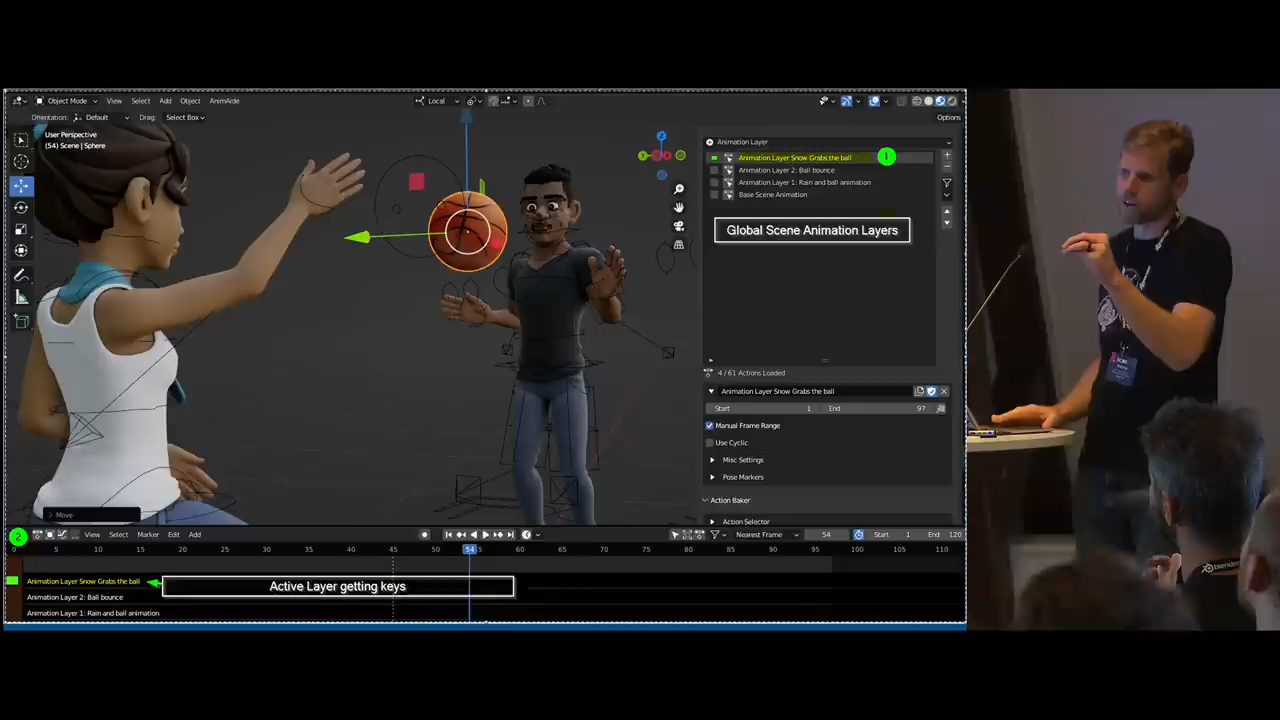 Object Mode View Select Add Object AnimAide Local
Orientation: Default Drag: Select Box Options
User Perspective
(54) Scene | Sphere
Animation Layer
Animation Layer Snow Grabs the ball 1
Animation Layer 2: Ball bounce
Animation Layer 1: Rain and ball animation
Base Scene Animation
Global Scene Animation Layers
4 / 61 Actions Loaded
Animation Layer Snow Grabs the ball
Start 1 End 97
Manual Frame Range
Use Cyclic
Misc Settings
Pose Markers
Action Baker
Action Selector
Move
2 View Select Marker Edit Add Nearest Frame 54 Start 1 End 120
0 5 10 15 20 25 30 35 40 45 54 60 65 70 75 80 85 90 95 100 105 110
Animation Layer Snow Grabs the ball
Active Layer getting keys
Animation Layer 2: Ball bounce
Animation Layer 1: Rain and ball animation
blender